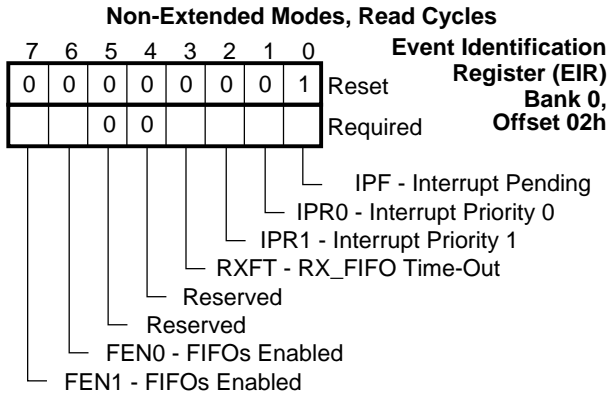 Non-Extended Modes, Read Cycles
7 6 5 4 3 2 1 0
Event Identification
Register (EIR)
Bank 0,
Offset 02h
0 0 0 0 0 0 0 1 Reset
0 0 Required
IPF - Interrupt Pending
IPR0 - Interrupt Priority 0
IPR1 - Interrupt Priority 1
RXFT - RX_FIFO Time-Out
Reserved
Reserved
FEN0 - FIFOs Enabled
FEN1 - FIFOs Enabled